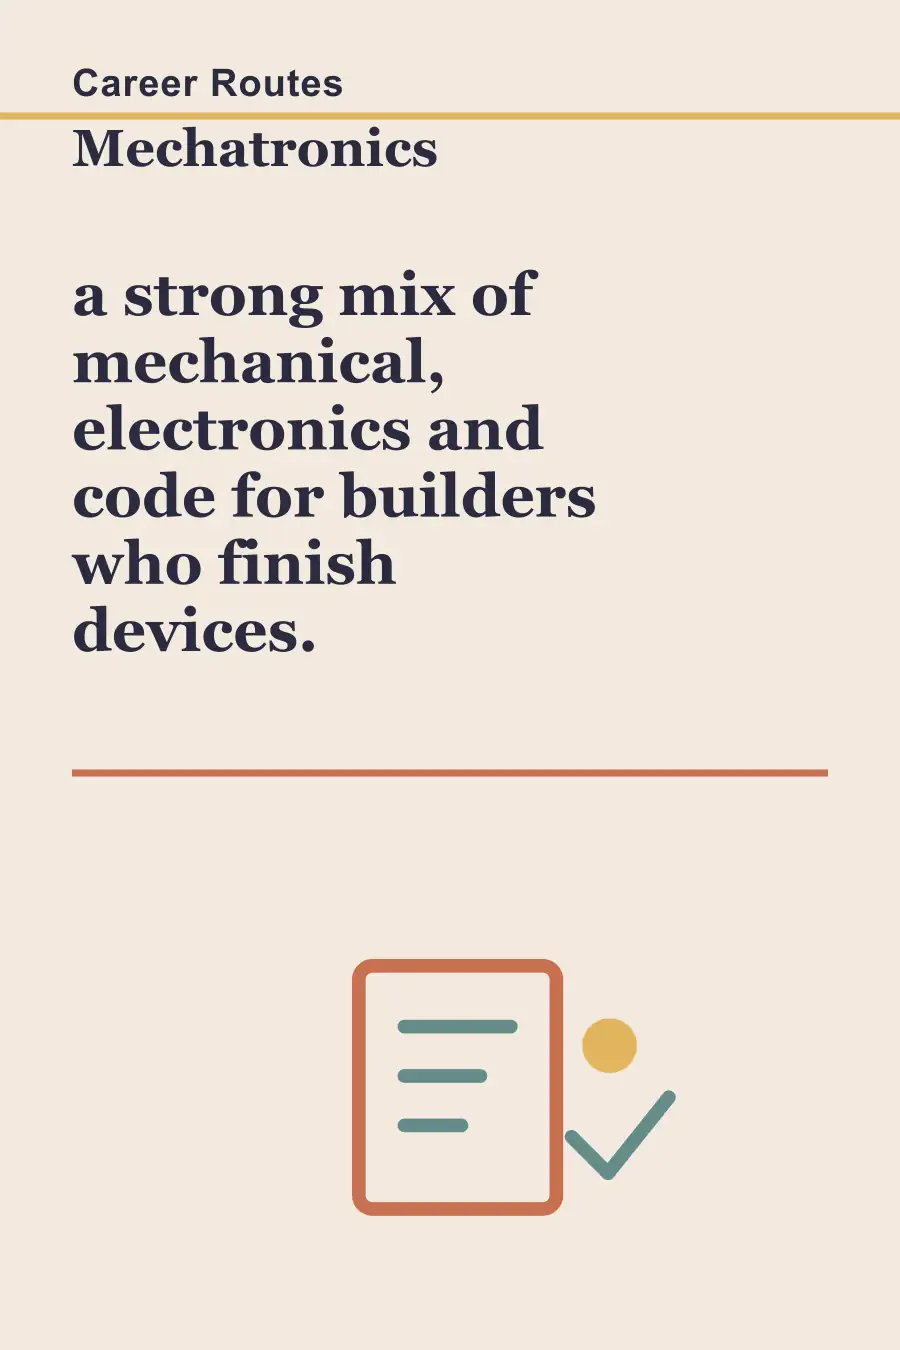 Career Routes
Mechatronics
a strong mix of
mechanical,
electronics and
code for builders
who finish
devices.